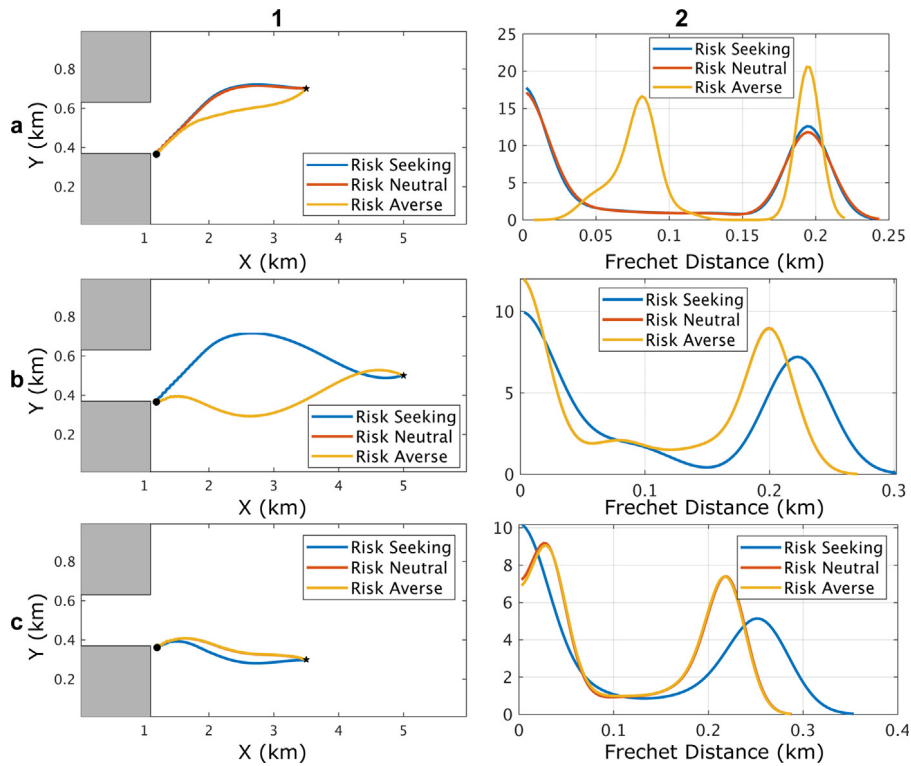 1
2
a
Y (km)
0.8
0.6
0.4
0.2
1
2
3
4
5
X (km)
Risk Seeking
Risk Neutral
Risk Averse
25
20
15
10
5
0
0
0.05
0.1
0.15
0.2
0.25
Frechet Distance (km)
Risk Seeking
Risk Neutral
Risk Averse
b
Y (km)
0.8
0.6
0.4
0.2
1
2
3
4
5
X (km)
Risk Seeking
Risk Neutral
Risk Averse
10
5
0
0
0.1
0.2
0.3
Frechet Distance (km)
Risk Seeking
Risk Neutral
Risk Averse
c
Y (km)
0.8
0.6
0.4
0.2
1
2
3
4
5
X (km)
Risk Seeking
Risk Neutral
Risk Averse
10
8
6
4
2
0
0
0.1
0.2
0.3
0.4
Frechet Distance (km)
Risk Seeking
Risk Neutral
Risk Averse